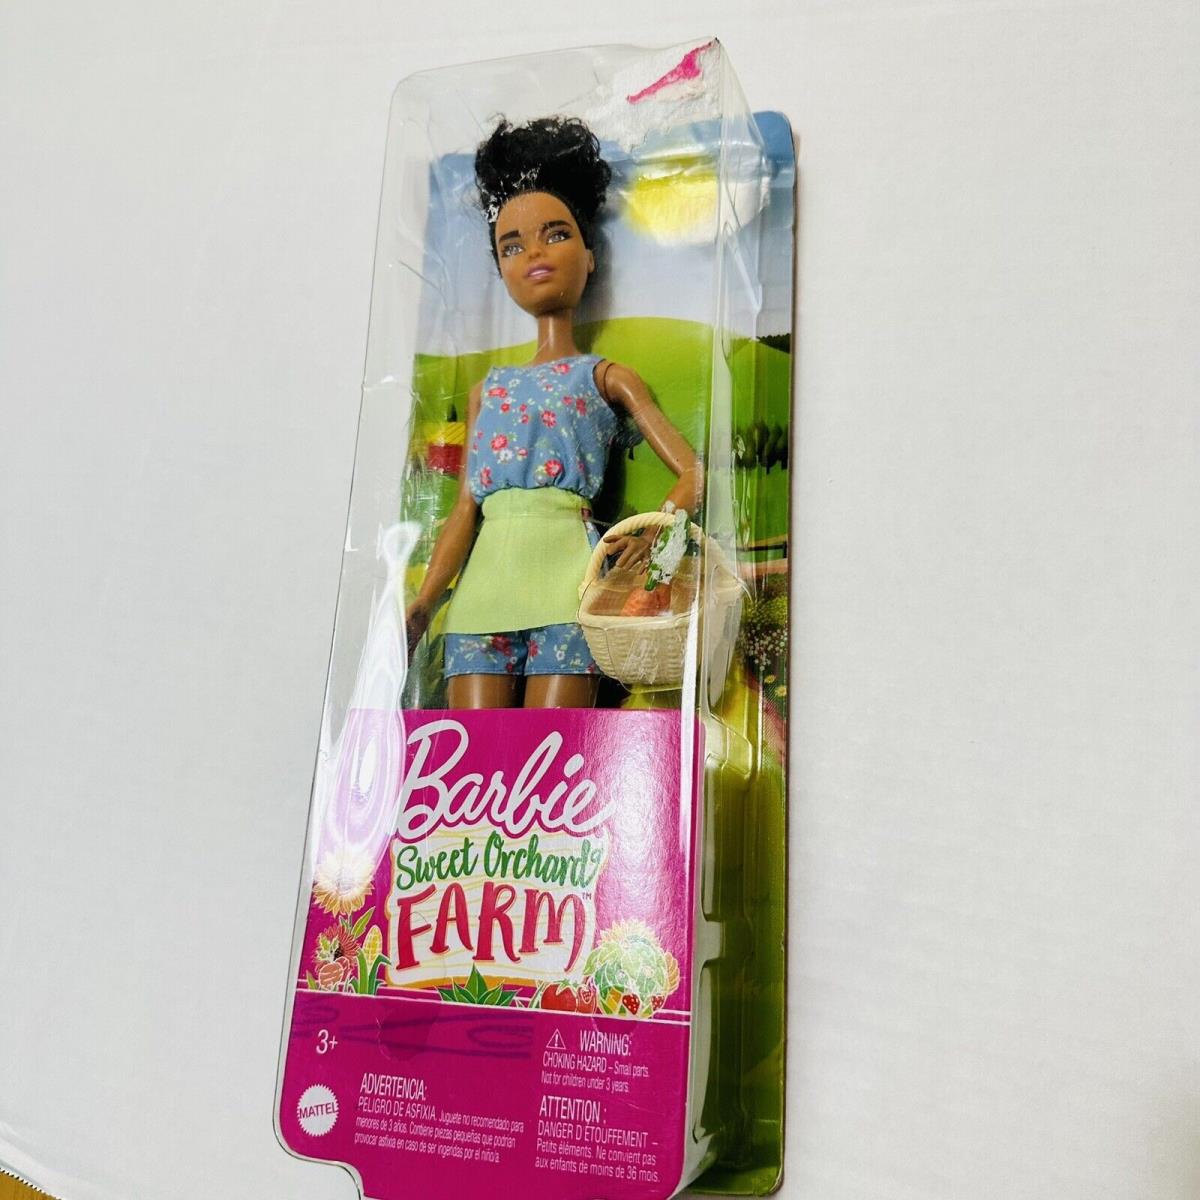 Barbie
Sweet Orchard
FARM™
3+
⚠ WARNING:
CHOKING HAZARD – Small parts.
Not for children under 3 years.
ADVERTENCIA:
PELIGRO DE ASFIXIA. Juguete no recomendado para
menores de 3 años. Contiene piezas pequeñas que podrían
provocar asfixia en caso de ser ingeridas por el niño/a.
ATTENTION :
DANGER D'ÉTOUFFEMENT –
Petits éléments. Ne convient pas
aux enfants de moins de 36 mois.
MATTEL